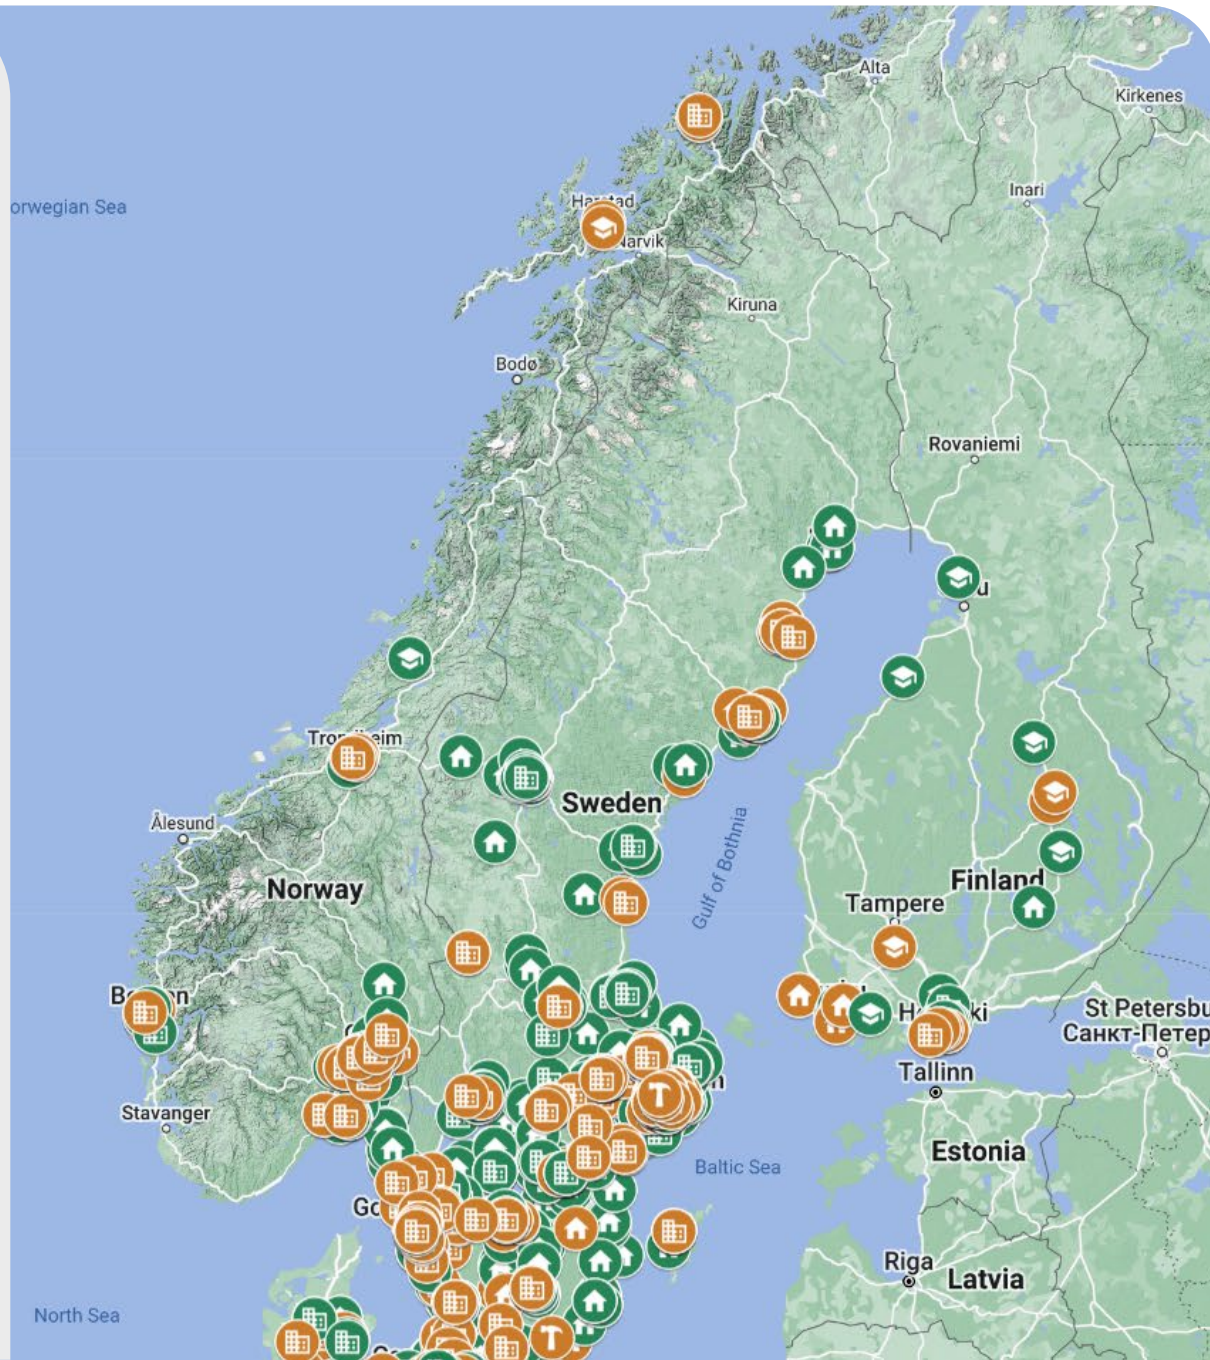 Alta
Kirkenes
Inari
orwegian Sea
Narvik
Kiruna
Bodø
Rovaniemi
Sweden
Ålesund
Norway
Gulf of Bothnia
Finland
Tampere
St Petersbu
Санкт-Петер
Tallinn
Stavanger
Estonia
Baltic Sea
Riga
Latvia
North Sea